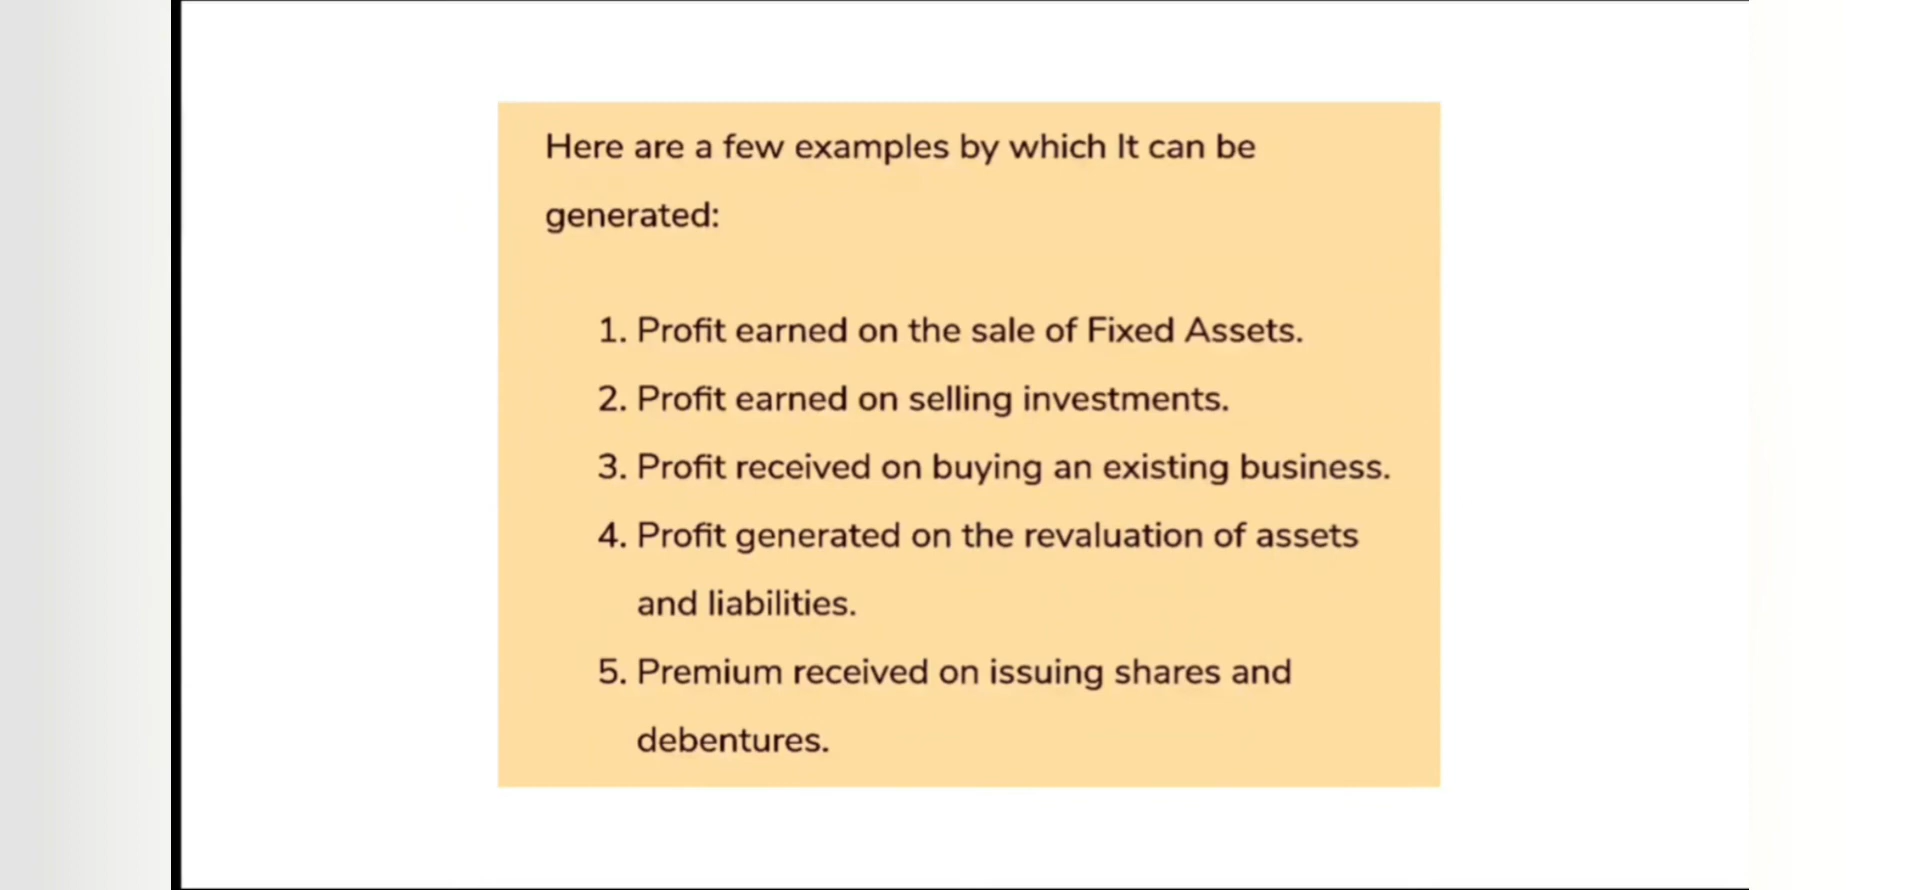 Here are a few examples by which It can be
generated:
1. Profit earned on the sale of Fixed Assets.
2. Profit earned on selling investments.
3. Profit received on buying an existing business.
4. Profit generated on the revaluation of assets
and liabilities.
5. Premium received on issuing shares and
debentures.